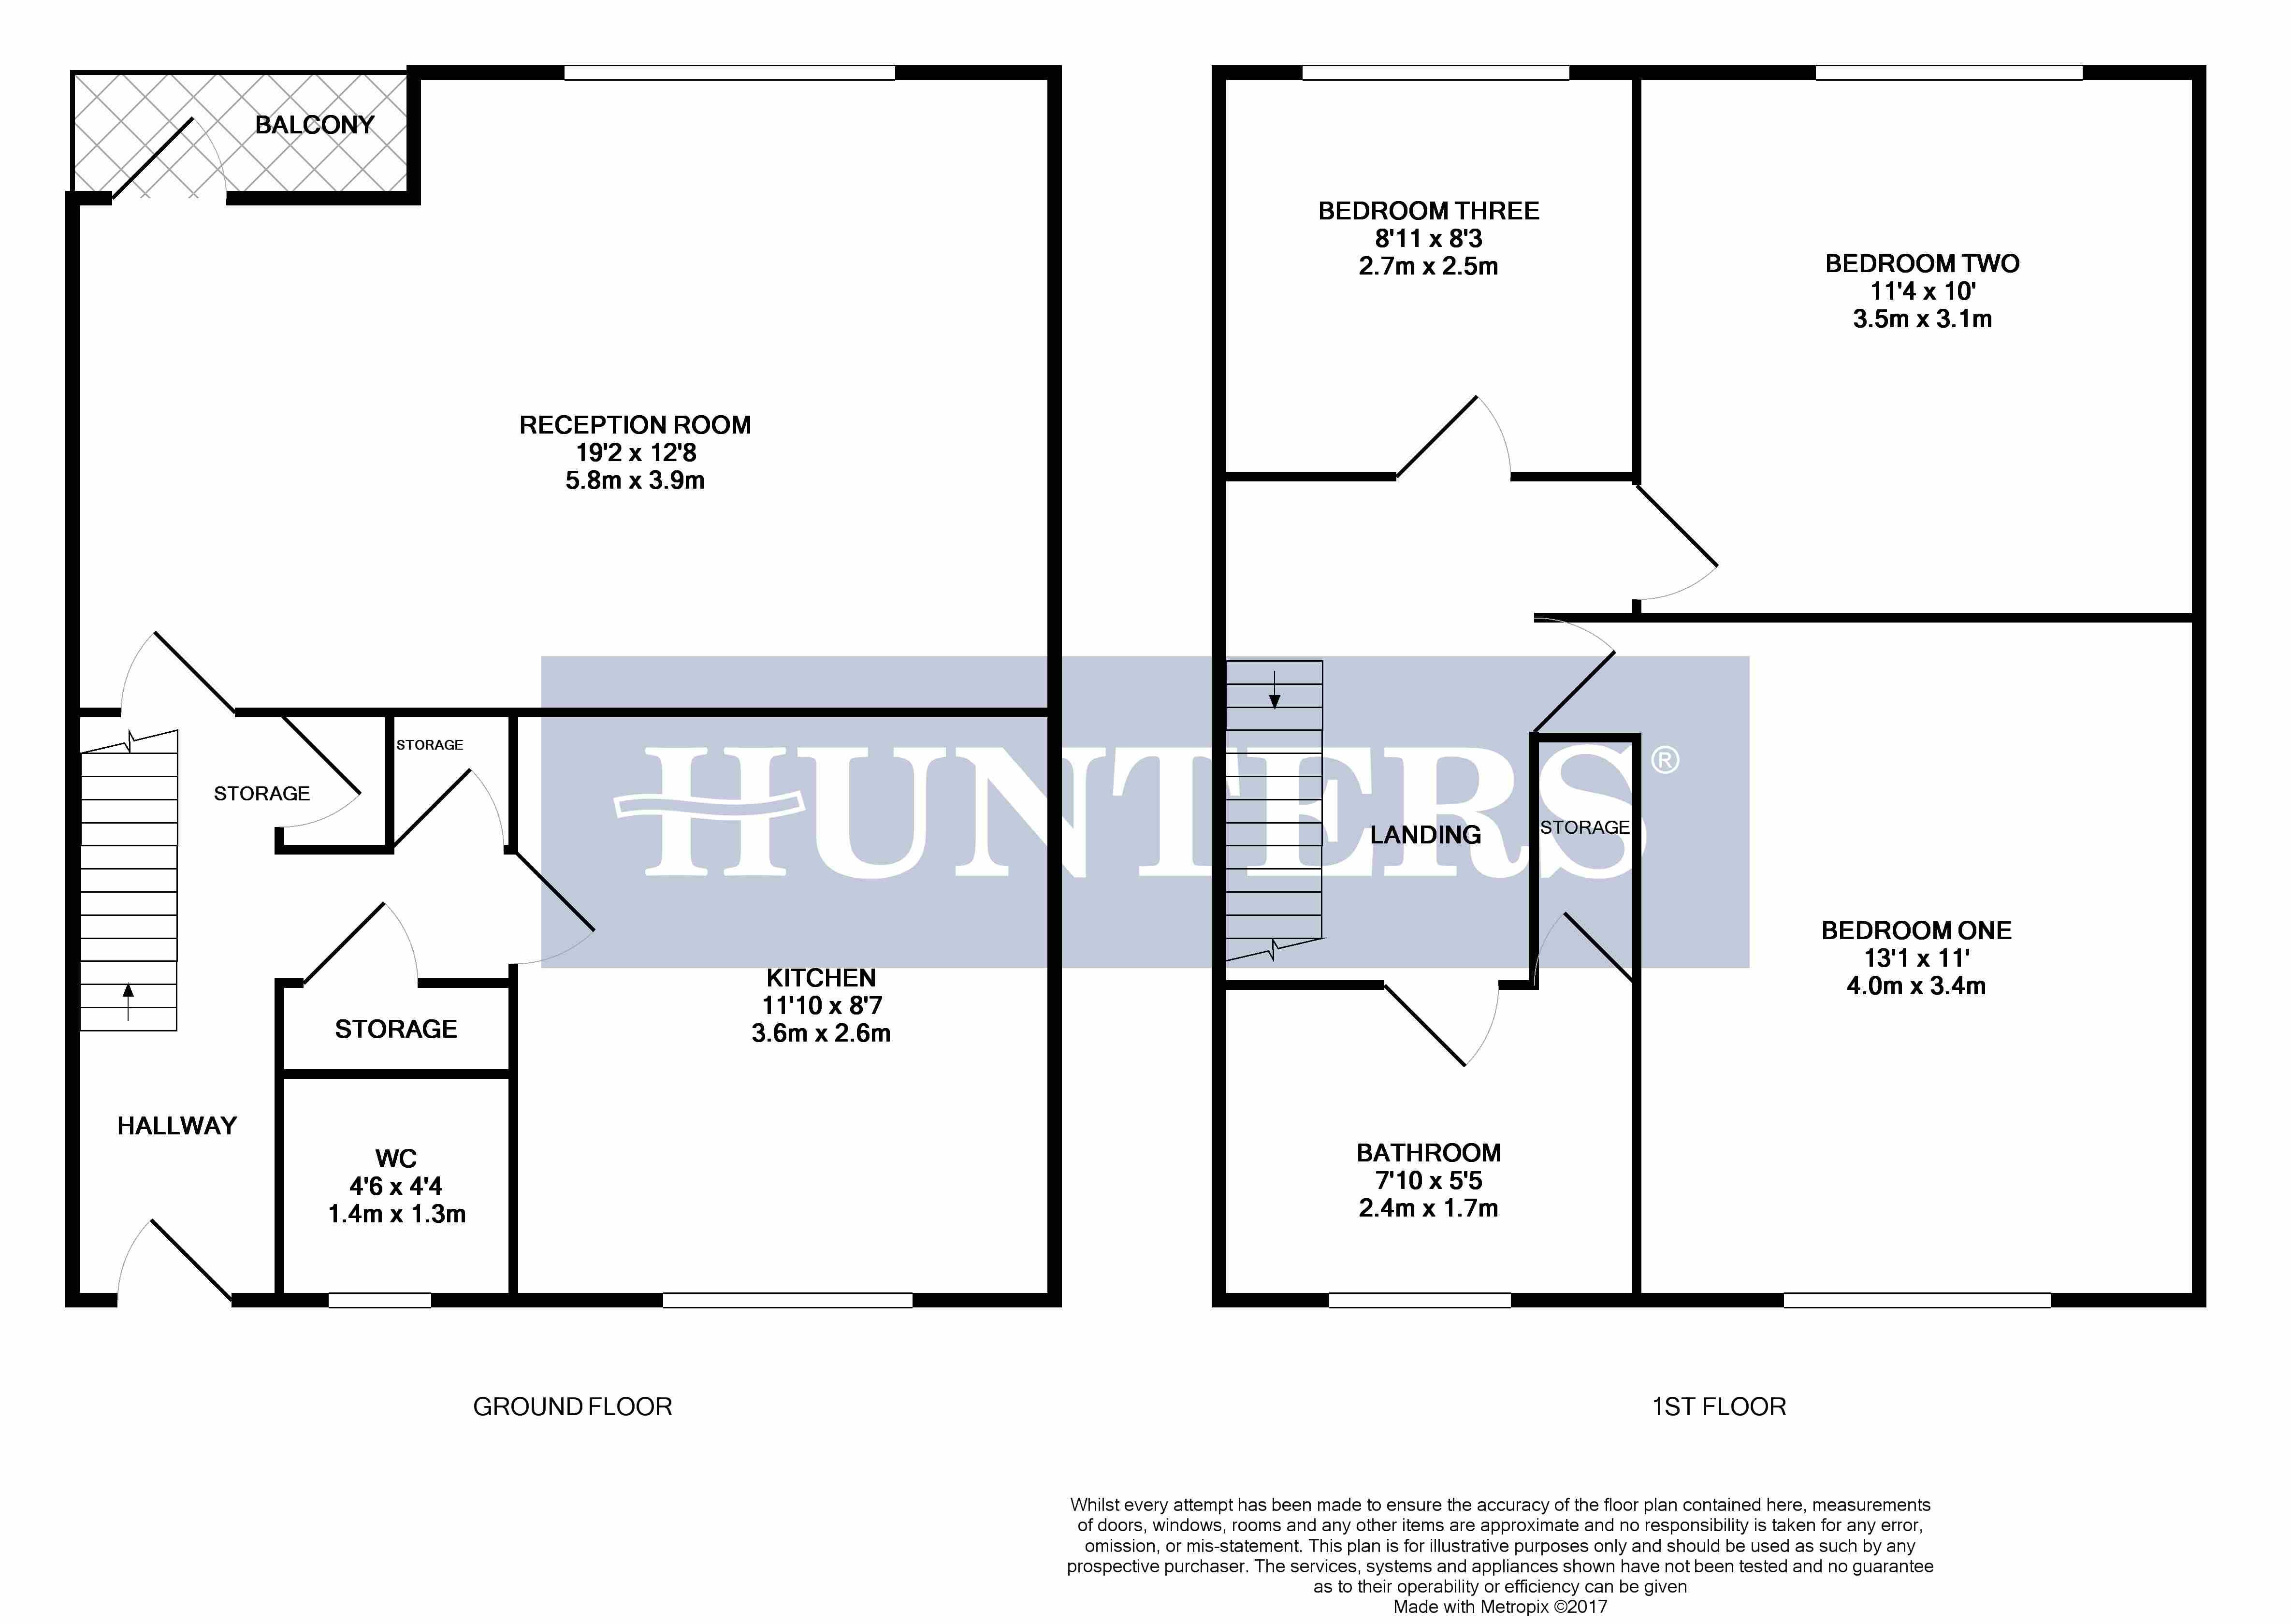 BALCONY
RECEPTION ROOM
19'2 x 12'8
5.8m x 3.9m
STORAGE
STORAGE
STORAGE
HALLWAY
WC
4'6 x 4'4
1.4m x 1.3m
KITCHEN
11'10 x 8'7
3.6m x 2.6m
GROUND FLOOR
HUNTERS®
BEDROOM THREE
8'11 x 8'3
2.7m x 2.5m
BEDROOM TWO
11'4 x 10'
3.5m x 3.1m
LANDING
STORAGE
BEDROOM ONE
13'1 x 11'
4.0m x 3.4m
BATHROOM
7'10 x 5'5
2.4m x 1.7m
1ST FLOOR
Whilst every attempt has been made to ensure the accuracy of the floor plan contained here, measurements
of doors, windows, rooms and any other items are approximate and no responsibility is taken for any error,
omission, or mis-statement. This plan is for illustrative purposes only and should be used as such by any
prospective purchaser. The services, systems and appliances shown have not been tested and no guarantee
as to their operability or efficiency can be given
Made with Metropix ©2017